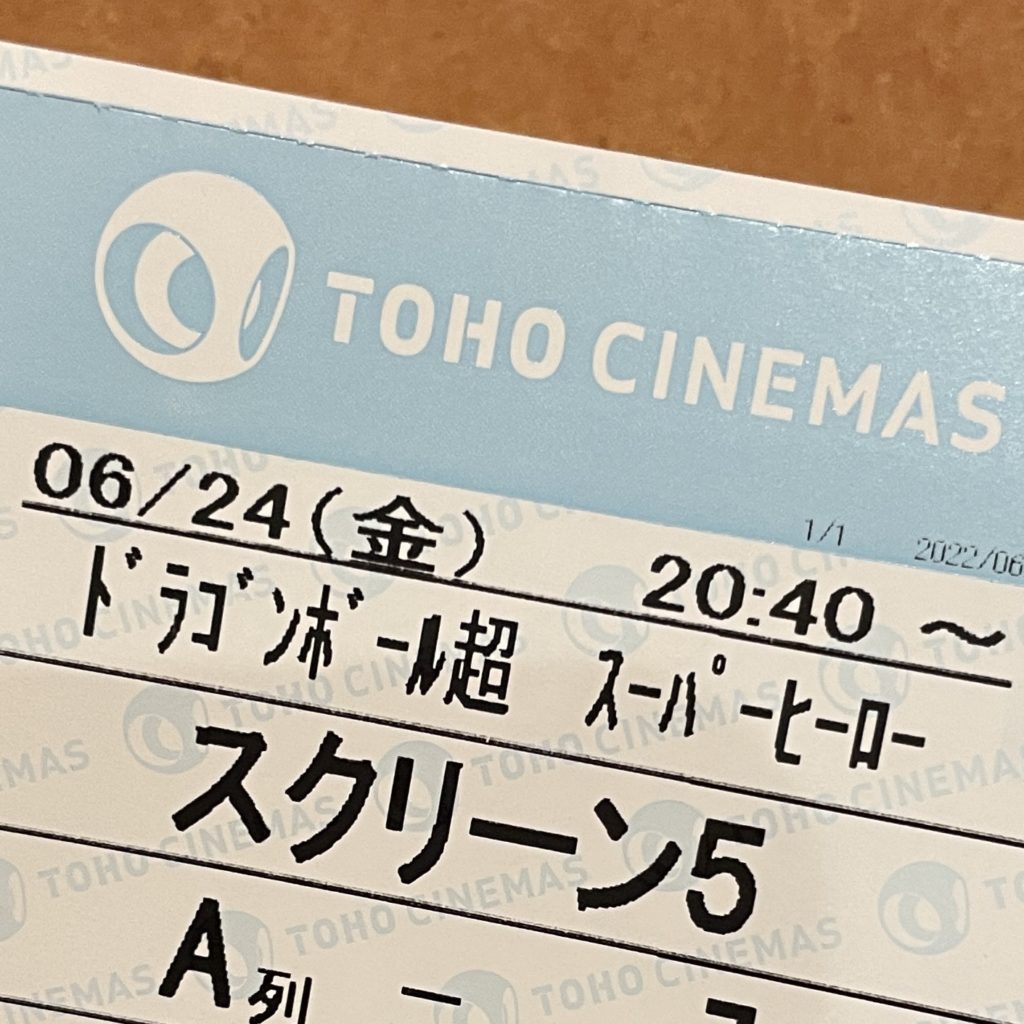 TOHO CINEMAS
1/1 2022/06
06/24(金) 20:40 ～
ﾄﾞﾗｺﾞﾝﾎﾞｰﾙ超 ｽｰﾊﾟｰﾋｰﾛｰ
スクリーン5
A列 －